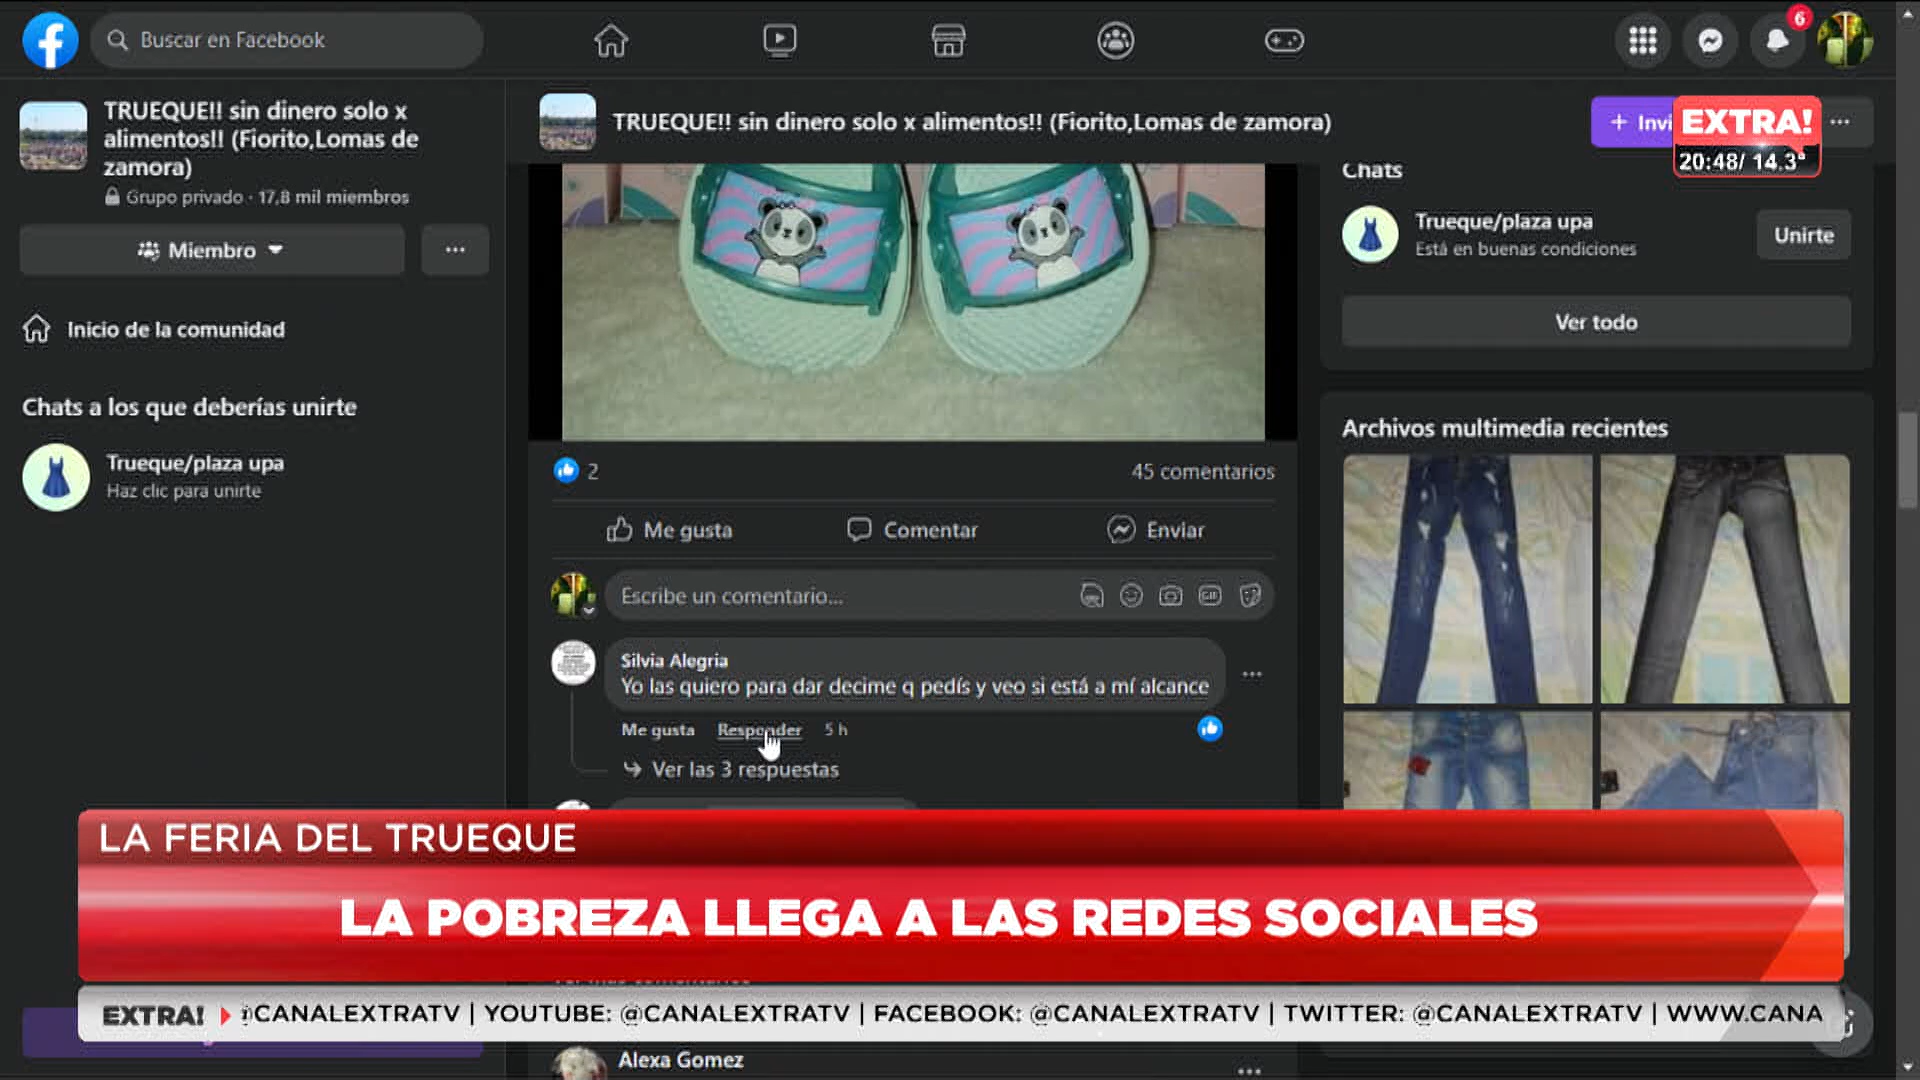 Buscar en Facebook
6
TRUEQUE!! sin dinero solo x
alimentos!! (Fiorito,Lomas de
zamora)
Grupo privado · 17,8 mil miembros
Miembro
Inicio de la comunidad
Chats a los que deberías unirte
Trueque/plaza upa
Haz clic para unirte
TRUEQUE!! sin dinero solo x alimentos!! (Fiorito,Lomas de zamora)
+ Invi
EXTRA!
20:48/ 14.3°
2
45 comentarios
Me gusta
Comentar
Enviar
Escribe un comentario...
GIF
Silvia Alegria
Yo las quiero para dar decime q pedís y veo si está a mí alcance
Me gusta Responder 5 h
Ver las 3 respuestas
Chats
Trueque/plaza upa
Está en buenas condiciones
Unirte
Ver todo
Archivos multimedia recientes
LA FERIA DEL TRUEQUE
LA POBREZA LLEGA A LAS REDES SOCIALES
EXTRA! @CANALEXTRATV | YOUTUBE: @CANALEXTRATV | FACEBOOK: @CANALEXTRATV | TWITTER: @CANALEXTRATV | WWW.CANA
Alexa Gomez